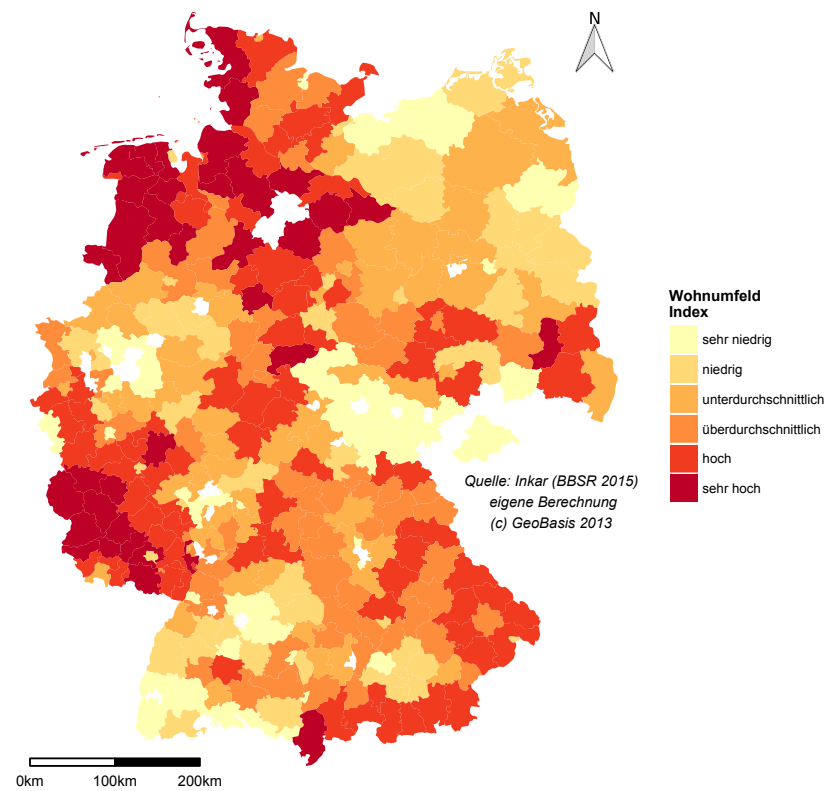 N
Wohnumfeld
Index
sehr niedrig
niedrig
unterdurchschnittlich
überdurchschnittlich
hoch
sehr hoch
Quelle: Inkar (BBSR 2015)
eigene Berechnung
(c) GeoBasis 2013
0km 100km 200km